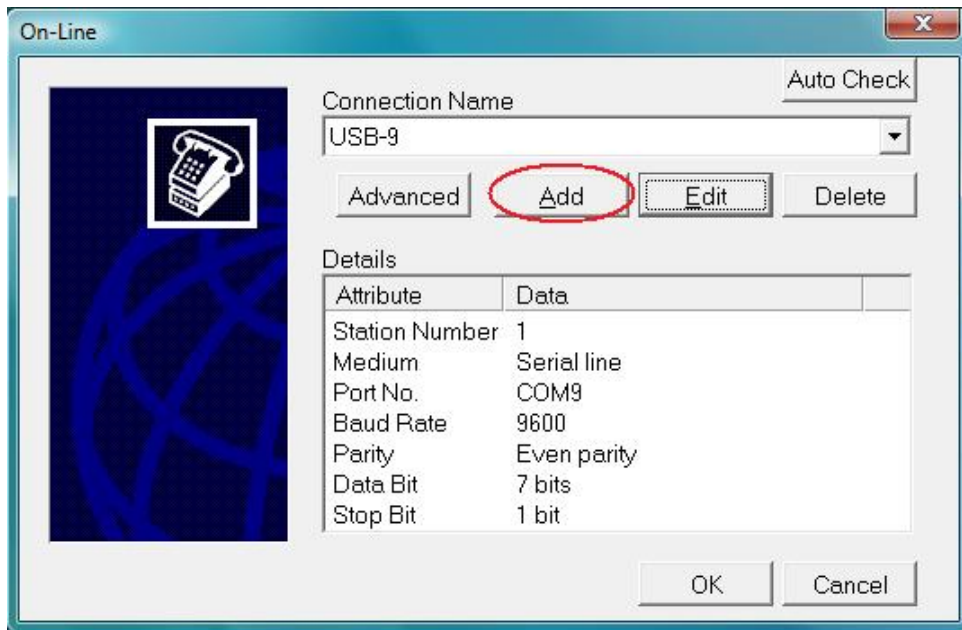 On-Line
X
Auto Check
Connection Name
USB-9
Advanced Add Edit Delete
Details
Attribute Data
Station Number 1
Medium Serial line
Port No. COM9
Baud Rate 9600
Parity Even parity
Data Bit 7 bits
Stop Bit 1 bit
OK Cancel